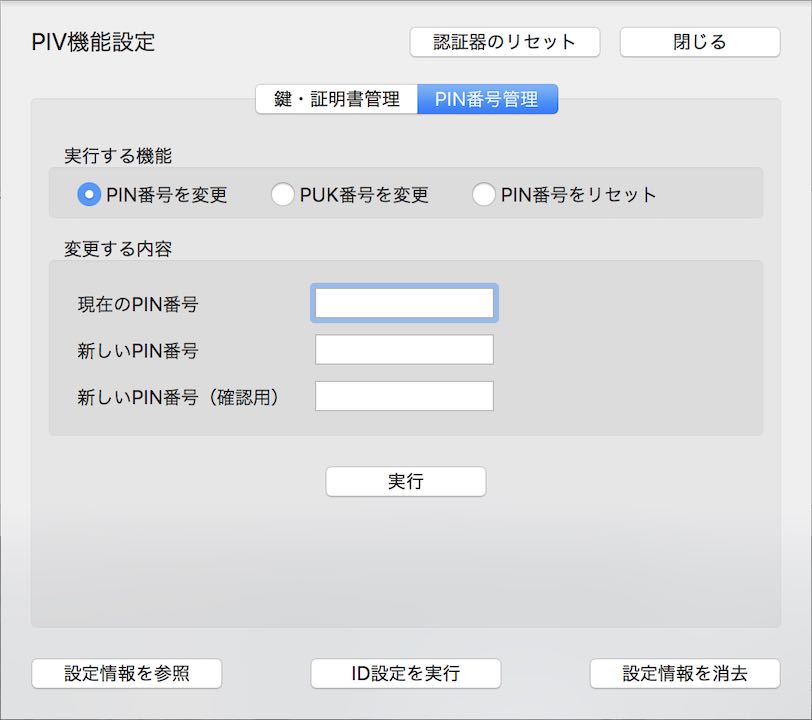 PIV機能設定
認証器のリセット
閉じる
鍵・証明書管理
PIN番号管理
実行する機能
PIN番号を変更
PUK番号を変更
PIN番号をリセット
変更する内容
現在のPIN番号
新しいPIN番号
新しいPIN番号（確認用）
実行
設定情報を参照
ID設定を実行
設定情報を消去